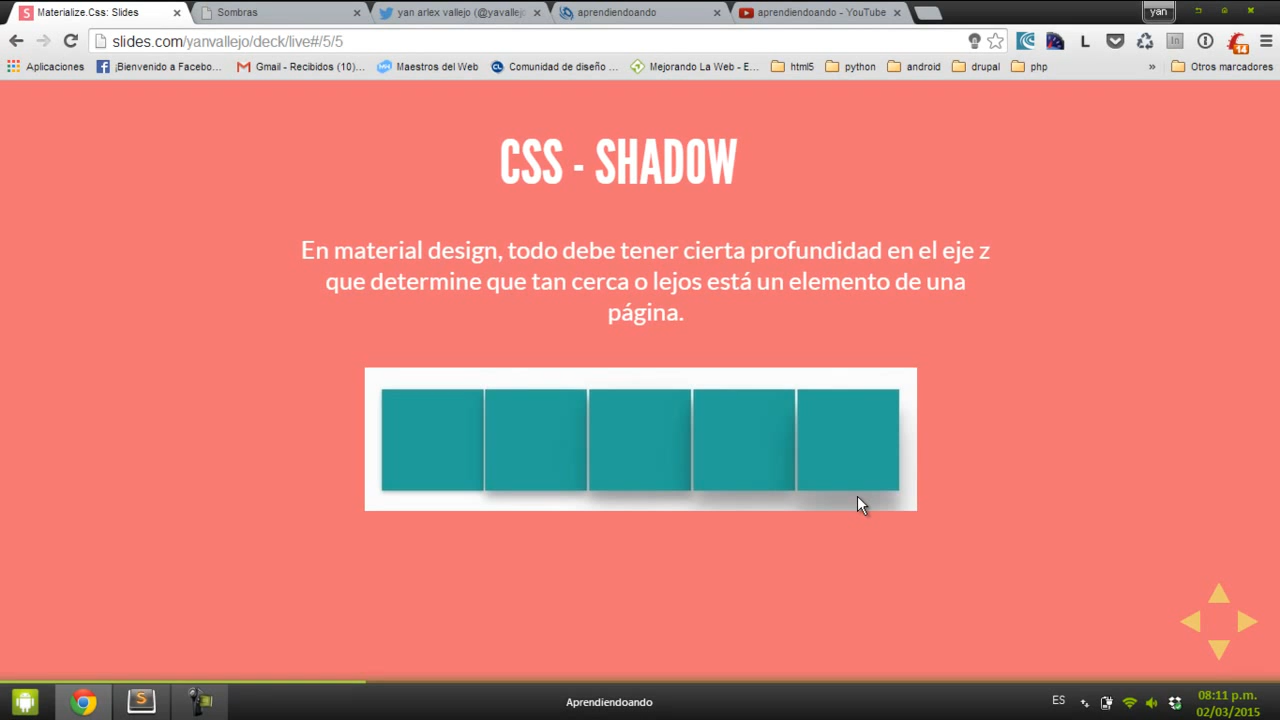 Materialize.Css: Slides
Sombras
yan arlex vallejo (@yavallej
aprendiendoando
aprendiendoando - YouTube
yan
slides.com/yanvallejo/deck/live#/5/5
L
In
14
Aplicaciones
¡Bienvenido a Facebo...
Gmail - Recibidos (10)...
Maestros del Web
Comunidad de diseño ...
Mejorando La Web - E...
html5
python
android
drupal
php
»
Otros marcadores
CSS - SHADOW
En material design, todo debe tener cierta profundidad en el eje z
que determine que tan cerca o lejos está un elemento de una
página.
Aprendiendoando
ES
08:11 p.m.
02/03/2015